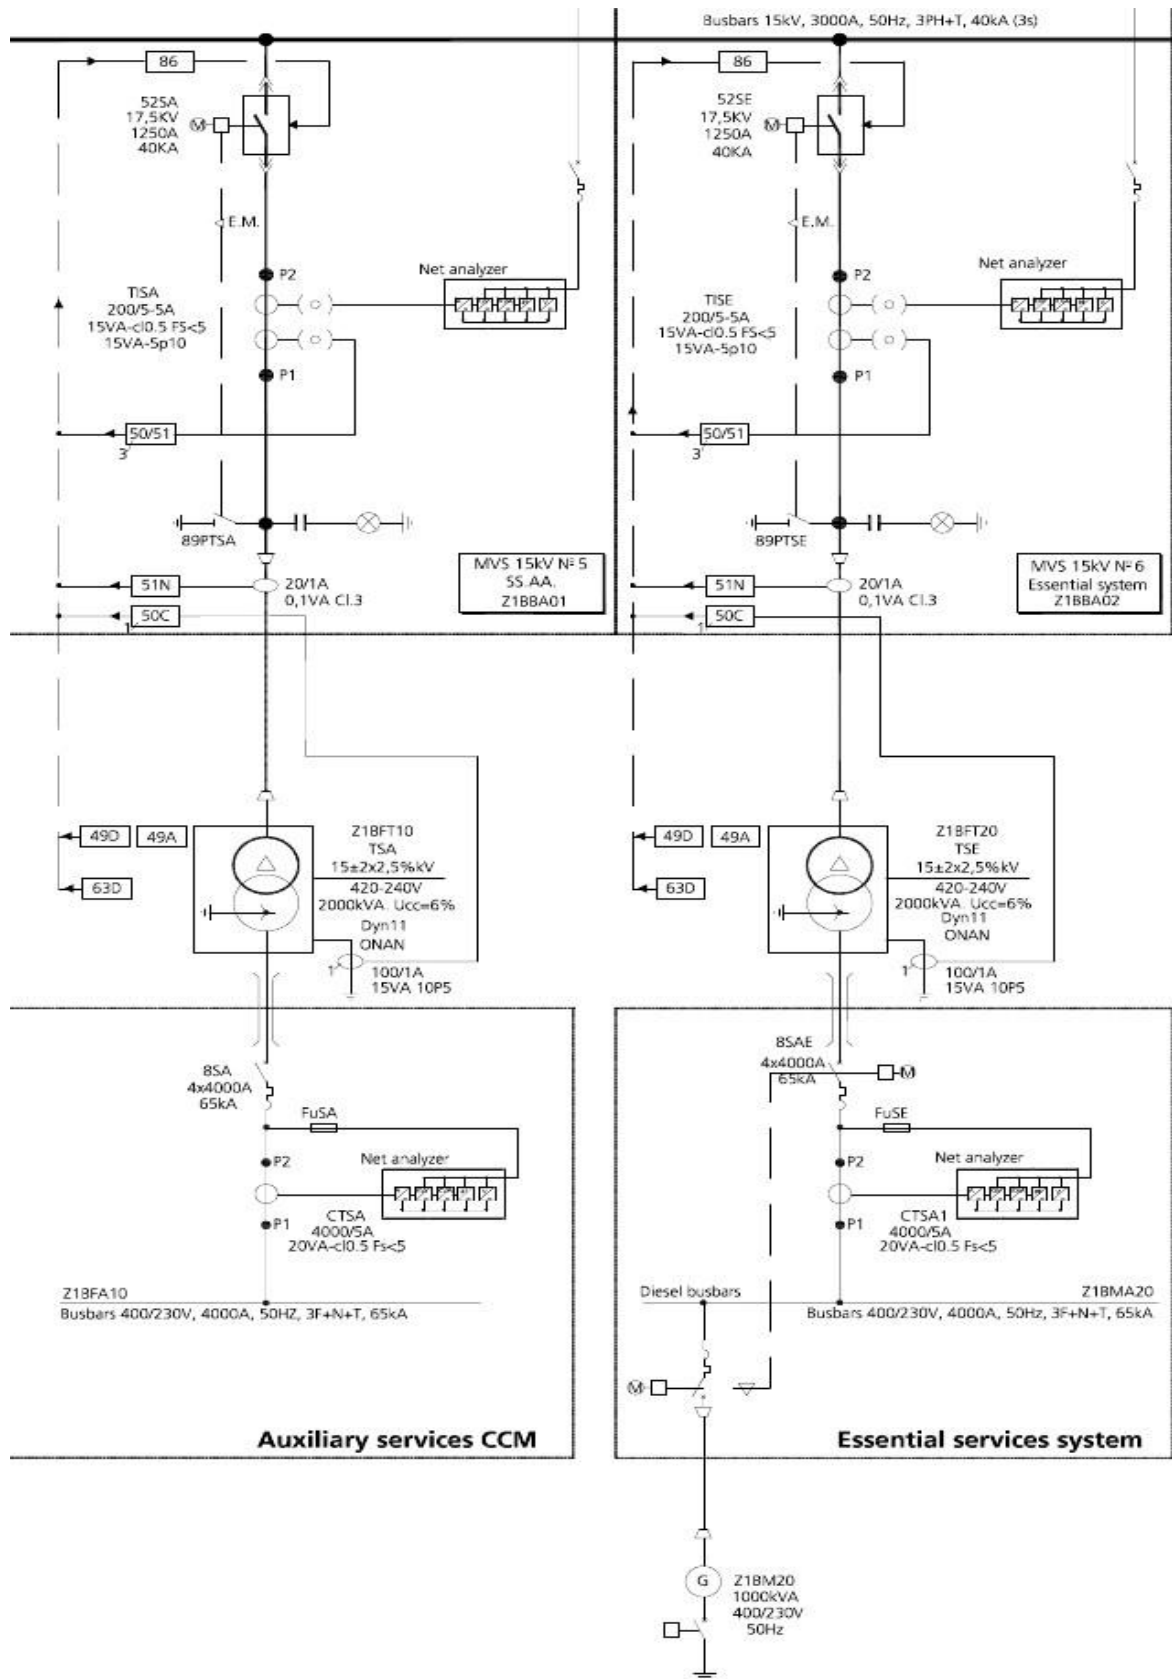 Busbars 15kV, 3000A, 50Hz, 3PH+T, 40kA (3s)
86
52SA
17,5KV
1250A
40KA
M
E.M.
P2
Net analyzer
TISA
200/5-5A
15VA-cl0.5 FS<5
15VA-5p10
P1
50/51
3
89PTSA
MVS 15kV Nº 5
SS.AA.
Z1BBA01
51N
20/1A
0,1VA Cl.3
50C
1
86
52SE
17,5KV
1250A
40KA
M
E.M.
P2
Net analyzer
TISE
200/5-5A
15VA-cl0.5 FS<5
15VA-5p10
P1
50/51
3
89PTSE
MVS 15kV Nº 6
Essential system
Z1BBA02
51N
20/1A
0,1VA Cl.3
50C
1
49D
49A
63D
Z1BFT10
TSA
15±2x2,5%kV
420-240V
2000kVA. Ucc=6%
Dyn11
ONAN
1
100/1A
15VA 10P5
49D
49A
63D
Z1BFT20
TSE
15±2x2,5%kV
420-240V
2000kVA. Ucc=6%
Dyn11
ONAN
1
100/1A
15VA 10P5
8SA
4x4000A
65kA
FuSA
P2
Net analyzer
P1
CTSA
4000/5A
20VA-cl0.5 Fs<5
Z1BFA10
Busbars 400/230V, 4000A, 50HZ, 3F+N+T, 65kA
Auxiliary services CCM
8SAE
4x4000A
65kA
M
FuSE
P2
Net analyzer
P1
CTSA1
4000/5A
20VA-cl0.5 Fs<5
Diesel busbars
Z1BMA20
Busbars 400/230V, 4000A, 50Hz, 3F+N+T, 65kA
M
Essential services system
G
Z1BM20
1000kVA
400/230V
50Hz